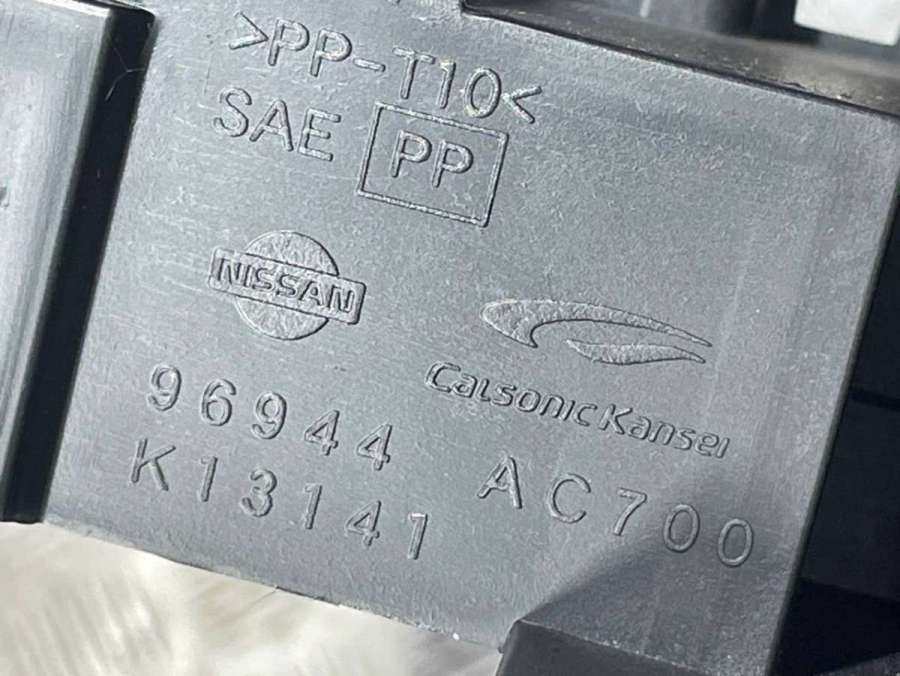 >PP-T10<
SAE PP
NISSAN
CalsonicKansei
96944 AC700
K13141